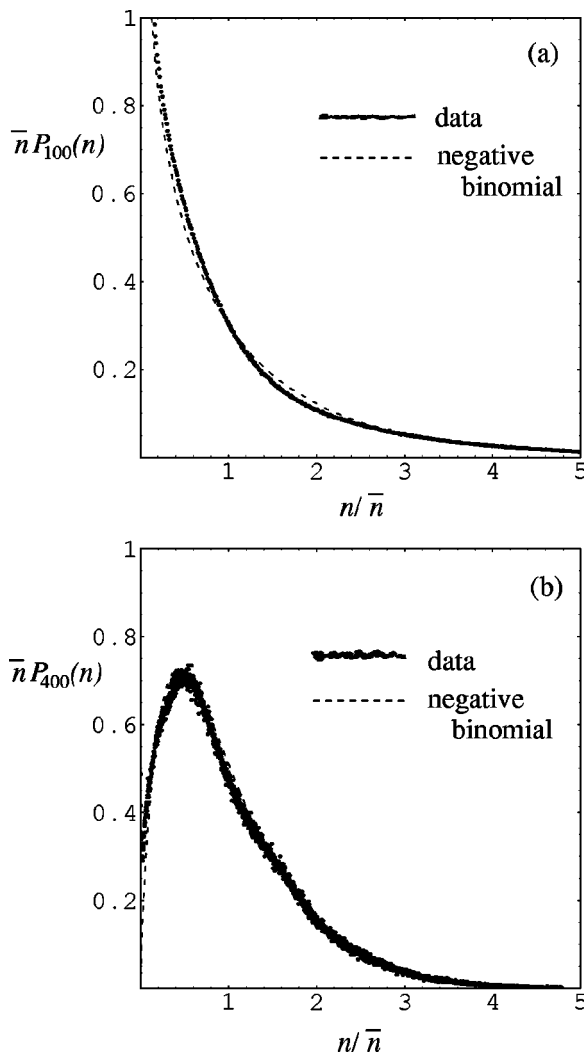 1
(a)
0.8
n̄P₁₀₀(n)
data
negative
binomial
0.6
0.4
0.2
1 2 3 4 5
n/ n̄
1
(b)
0.8
n̄P₄₀₀(n)
data
negative
binomial
0.6
0.4
0.2
1 2 3 4 5
n/ n̄